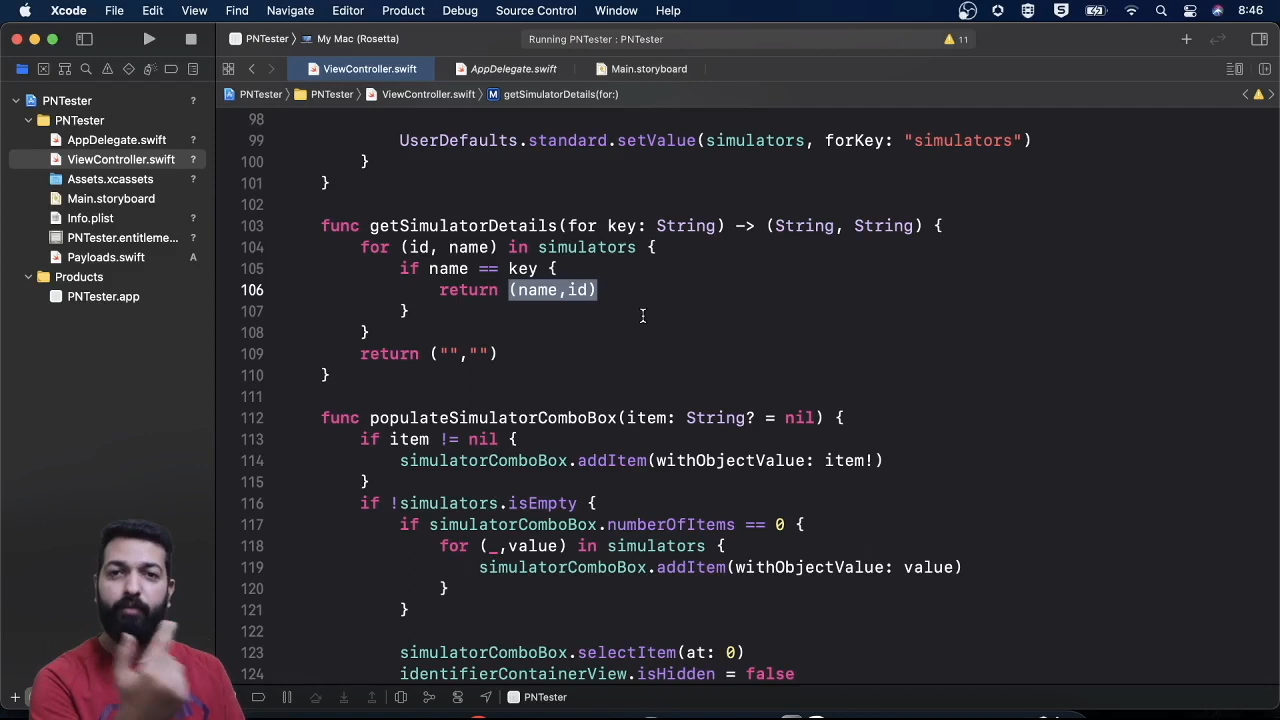 Xcode File Edit View Find Navigate Editor Product Debug Source Control Window Help 8:46
PNTester My Mac (Rosetta) Running PNTester : PNTester 11
ViewController.swift AppDelegate.swift Main.storyboard
PNTester PNTester ViewController.swift M getSimulatorDetails(for:)
PNTester ?
PNTester
AppDelegate.swift ?
ViewController.swift ?
Assets.xcassets ?
Main.storyboard ?
Info.plist ?
PNTester.entitleme... ?
Payloads.swift A
Products
PNTester.app
98
99 UserDefaults.standard.setValue(simulators, forKey: "simulators")
100 }
101 }
102
103 func getSimulatorDetails(for key: String) -> (String, String) {
104 for (id, name) in simulators {
105 if name == key {
106 return (name,id)
107 }
108 }
109 return ("","")
110 }
111
112 func populateSimulatorComboBox(item: String? = nil) {
113 if item != nil {
114 simulatorComboBox.addItem(withObjectValue: item!)
115 }
116 if !simulators.isEmpty {
117 if simulatorComboBox.numberOfItems == 0 {
118 for (_,value) in simulators {
119 simulatorComboBox.addItem(withObjectValue: value)
120 }
121 }
122
123 simulatorComboBox.selectItem(at: 0)
124 identifierContainerView.isHidden = false
PNTester